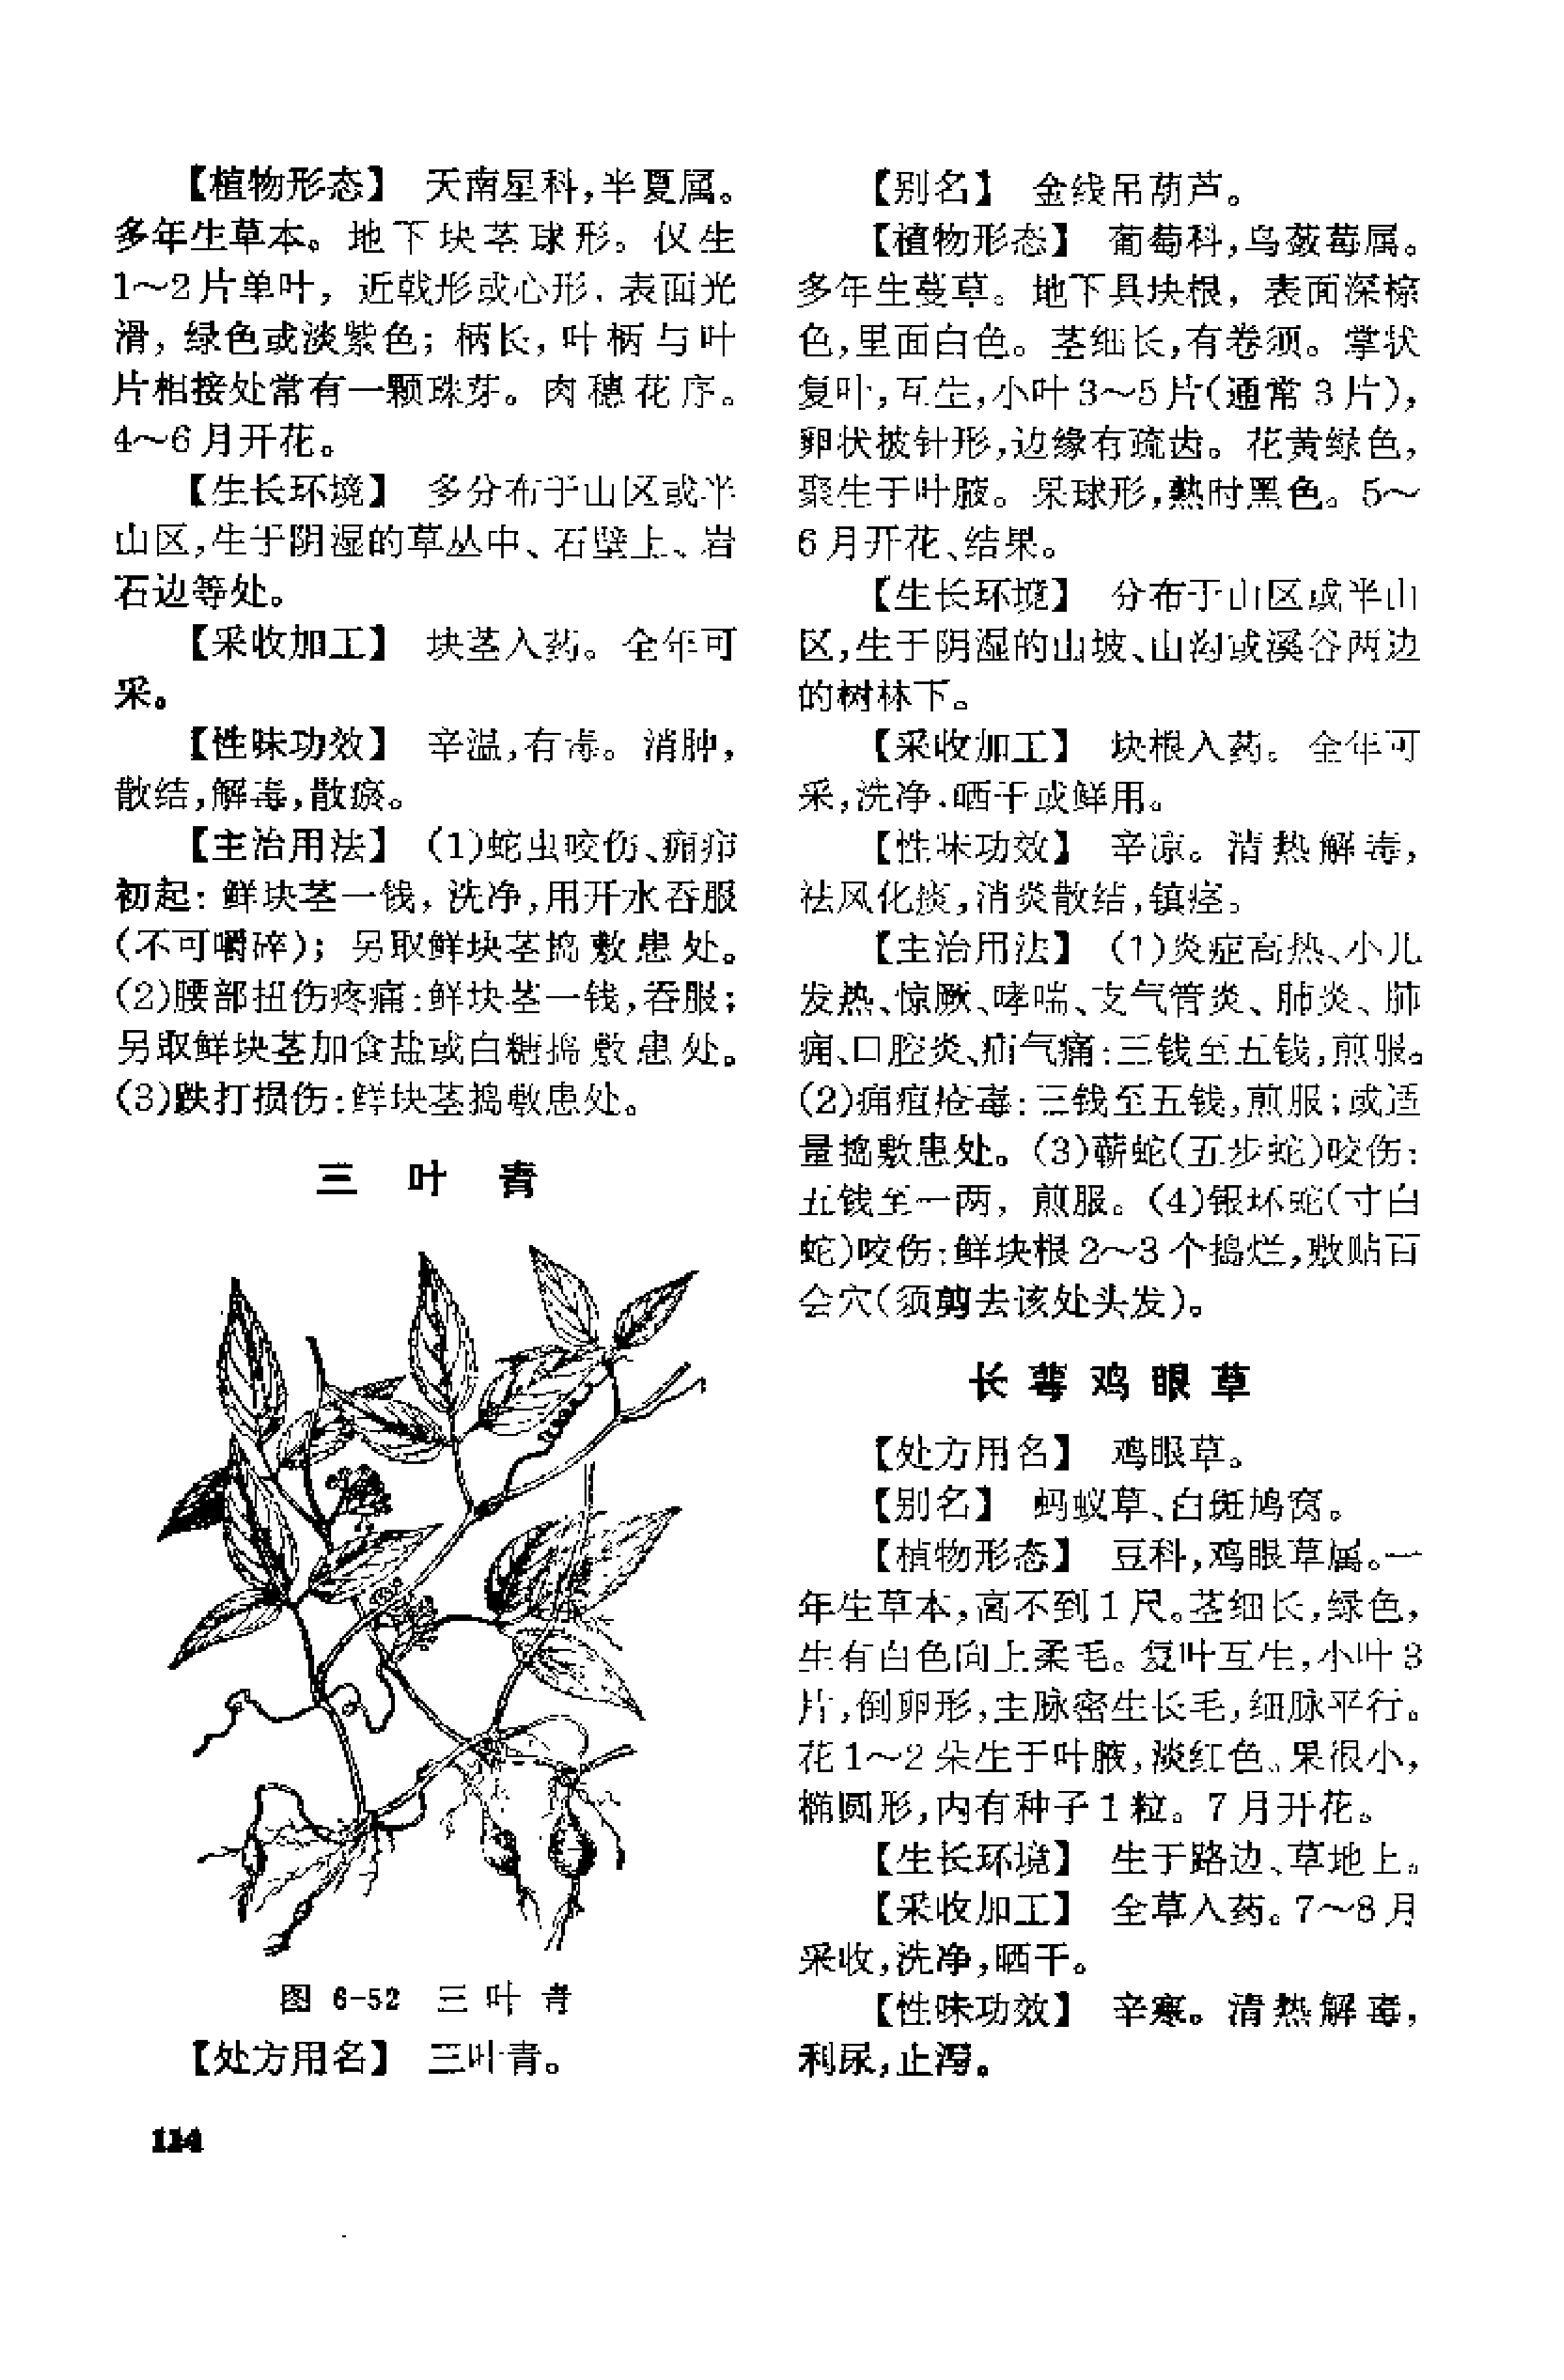 【植物形态】 天南星科,半夏属。
多年生草本。地下块茎球形。仅生
1～2片单叶，近戟形或心形，表面光
滑，绿色或淡紫色；柄长，叶柄与叶
片相接处常有一颗珠芽。肉穗花序。
4～6月开花。
【生长环境】 多分布于山区或半
山区,生于阴湿的草丛中、石壁上、岩
石边等处。
【采收加工】 块茎入药。全年可
采。
【性味功效】 辛温,有毒。消肿,
散结,解毒,散瘀。
【主治用法】 (1)蛇虫咬伤、痈疖
初起：鲜块茎一钱，洗净,用开水吞服
(不可嚼碎)；另取鲜块茎捣敷患处。
(2)腰部扭伤疼痛:鲜块茎一钱,吞服;
另取鲜块茎加食盐或白糖捣敷患处。
(3)跌打损伤:鲜块茎捣敷患处。
三叶青
图 6-52 三叶青
【处方用名】 三叶青。
114
【别名】 金线吊葫芦。
【植物形态】 葡萄科,乌蔹莓属。
多年生蔓草。地下具块根，表面深棕
色,里面白色。茎细长,有卷须。掌状
复叶,互生,小叶3～5片(通常3片),
卵状披针形,边缘有疏齿。花黄绿色,
聚生于叶腋。果球形,熟时黑色。5～
6月开花、结果。
【生长环境】 分布于山区或半山
区,生于阴湿的山坡、山沟或溪谷两边
的树林下。
【采收加工】 块根入药。全年可
采,洗净,晒干或鲜用。
【性味功效】 辛凉。清热解毒,
祛风化痰,消炎散结,镇痉。
【主治用法】 (1)炎症高热、小儿
发热、惊厥、哮喘、支气管炎、肺炎、肺
痈、口腔炎、疝气痛:三钱至五钱,煎服。
(2)痈疽疮毒:三钱至五钱,煎服;或适
量捣敷患处。(3)蕲蛇(五步蛇)咬伤:
五钱至一两，煎服。(4)银环蛇(寸白
蛇)咬伤:鲜块根2～3个捣烂,敷贴百
会穴(须剪去该处头发)。
长萼鸡眼草
【处方用名】 鸡眼草。
【别名】 蚂蚁草、白斑鸠窝。
【植物形态】 豆科,鸡眼草属。一
年生草本,高不到1尺。茎细长,绿色,
生有白色向上柔毛。复叶互生,小叶3
片,倒卵形,主脉密生长毛,细脉平行。
花1～2朵生于叶腋,淡红色。果很小,
椭圆形,内有种子1粒。7月开花。
【生长环境】 生于路边、草地上。
【采收加工】 全草入药。7～8月
采收,洗净,晒干。
【性味功效】 辛寒。清热解毒,
利尿,止泻。